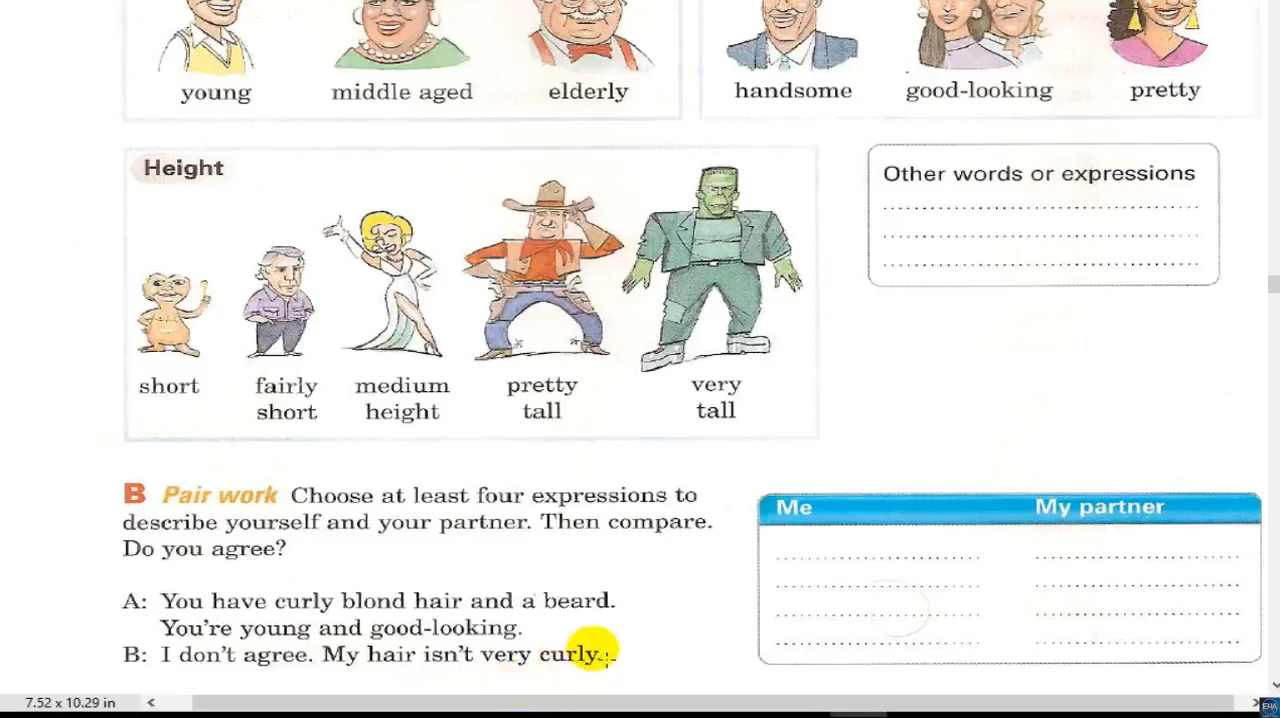 young middle aged elderly handsome good-looking pretty
Height
short
fairly short
medium height
pretty tall
very tall
Other words or expressions
B Pair work Choose at least four expressions to
describe yourself and your partner. Then compare.
Do you agree?
A: You have curly blond hair and a beard.
You're young and good-looking.
B: I don't agree. My hair isn't very curly.
Me My partner
7.52 x 10.29 in